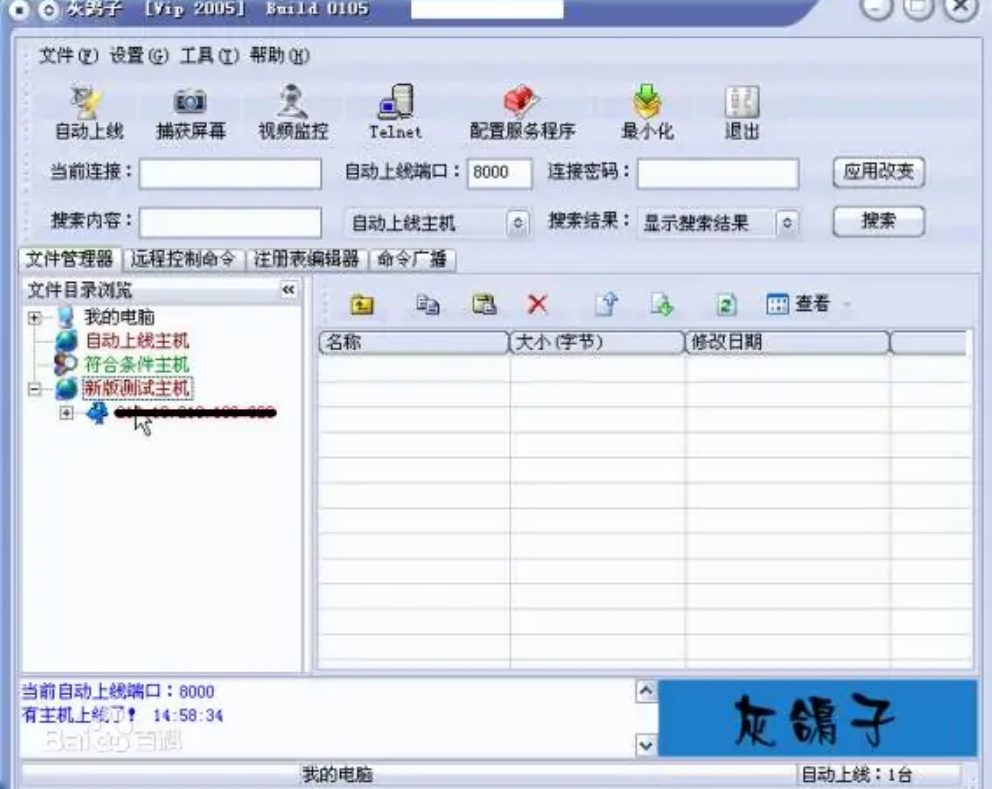 灰鸽子 [Vip 2005] Build 0105
文件(F) 设置(G) 工具(T) 帮助(H)
自动上线 捕获屏幕 视频监控 Telnet 配置服务程序 最小化 退出
当前连接： 自动上线端口： 8000 连接密码： 应用改变
搜索内容： 自动上线主机 搜索结果： 显示搜索结果 搜索
文件管理器 远程控制命令 注册表编辑器 命令广播
文件目录浏览 «
查看
我的电脑
自动上线主机
符合条件主机
新版测试主机
名称 大小(字节) 修改日期
当前自动上线端口：8000
有主机上线了! 14:58:34
灰鸽子
Baidu百科
我的电脑 自动上线：1台